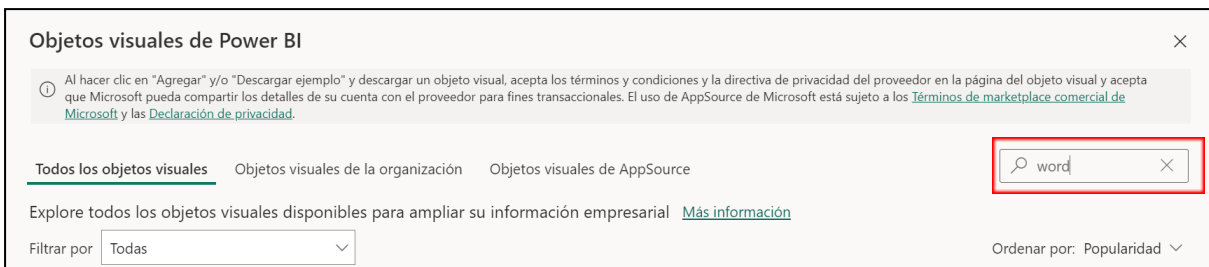 Objetos visuales de Power BI
Al hacer clic en "Agregar" y/o "Descargar ejemplo" y descargar un objeto visual, acepta los términos y condiciones y la directiva de privacidad del proveedor en la página del objeto visual y acepta
que Microsoft pueda compartir los detalles de su cuenta con el proveedor para fines transaccionales. El uso de AppSource de Microsoft está sujeto a los Términos de marketplace comercial de
Microsoft y las Declaración de privacidad.
Todos los objetos visuales Objetos visuales de la organización Objetos visuales de AppSource word
Explore todos los objetos visuales disponibles para ampliar su información empresarial Más información
Filtrar por Todas Ordenar por: Popularidad